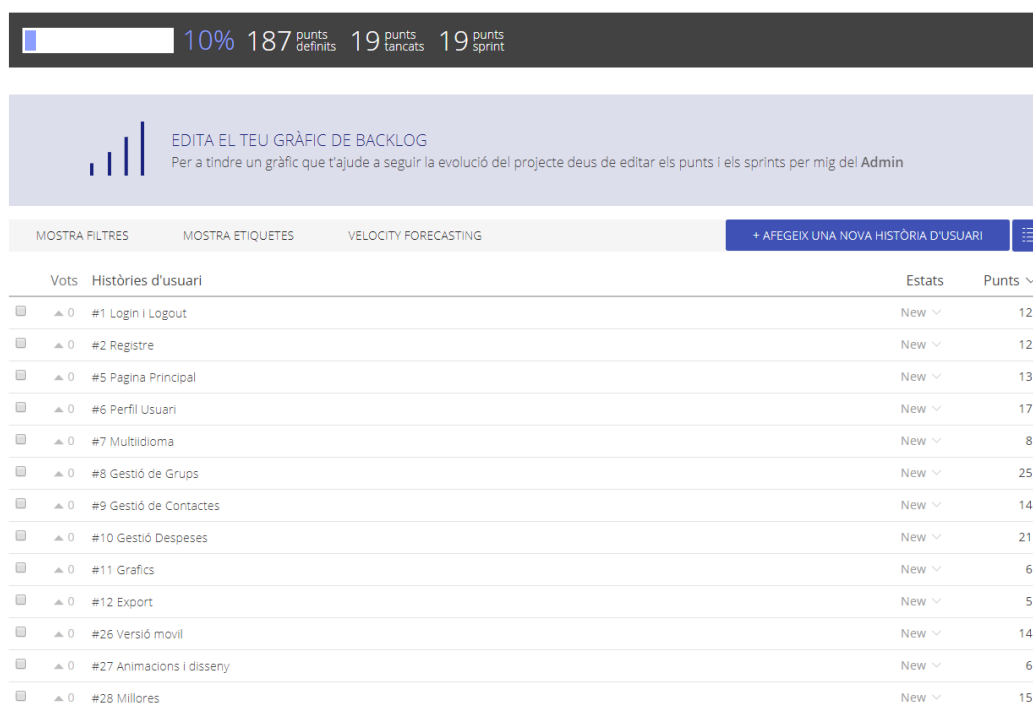 10% 187 punts definits 19 punts tancats 19 punts sprint
EDITA EL TEU GRÀFIC DE BACKLOG
Per a tindre un gràfic que t'ajude a seguir la evolució del projecte deus de editar els punts i els sprints per mig del Admin
MOSTRA FILTRES MOSTRA ETIQUETES VELOCITY FORECASTING + AFEGEIX UNA NOVA HISTÒRIA D'USUARI
Vots Històries d'usuari Estats Punts
0 #1 Login i Logout New 12
0 #2 Registre New 12
0 #5 Pagina Principal New 13
0 #6 Perfil Usuari New 17
0 #7 Multiidioma New 8
0 #8 Gestió de Grups New 25
0 #9 Gestió de Contactes New 14
0 #10 Gestió Despeses New 21
0 #11 Grafics New 6
0 #12 Export New 5
0 #26 Versió movil New 14
0 #27 Animacions i disseny New 6
0 #28 Millores New 15